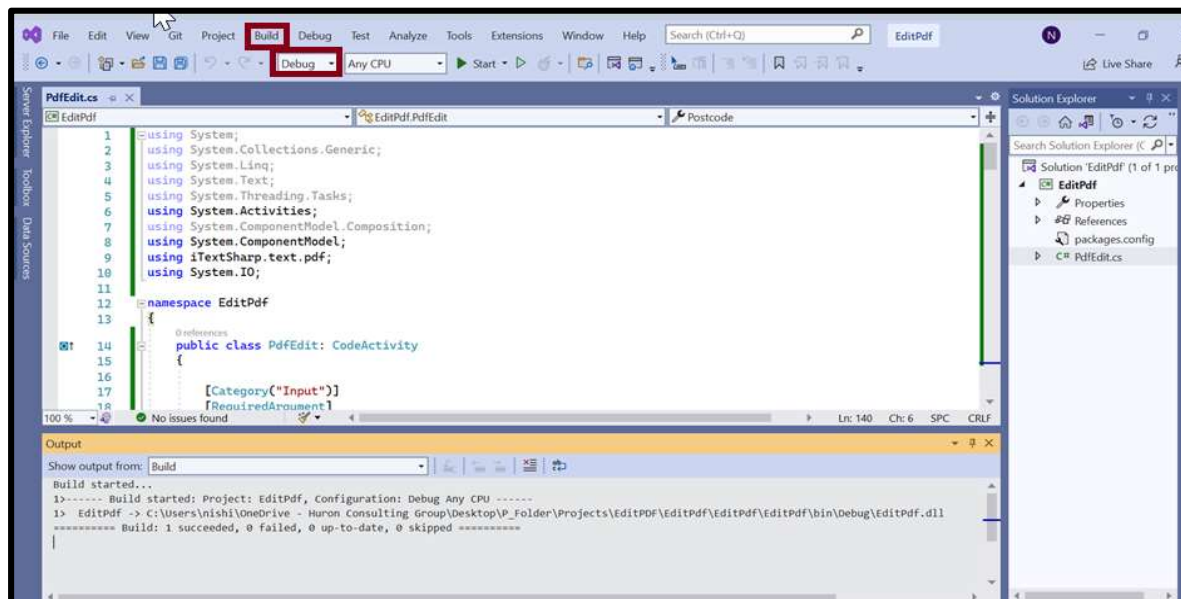 File Edit View Git Project Build Debug Test Analyze Tools Extensions Window Help Search (Ctrl+Q) EditPdf N
Debug Any CPU Start Live Share
Server Explorer
Toolbox
Data Sources
PdfEdit.cs
EditPdf EditPdf.PdfEdit Postcode
1 using System;
2 using System.Collections.Generic;
3 using System.Linq;
4 using System.Text;
5 using System.Threading.Tasks;
6 using System.Activities;
7 using System.ComponentModel.Composition;
8 using System.ComponentModel;
9 using iTextSharp.text.pdf;
10 using System.IO;
11
12 namespace EditPdf
13 {
0 references
14 public class PdfEdit: CodeActivity
15 {
16
17 [Category("Input")]
18 [RequiredArgument]
100 % No issues found Ln: 140 Ch: 6 SPC CRLF
Output
Show output from: Build
Build started...
1>------ Build started: Project: EditPdf, Configuration: Debug Any CPU ------
1> EditPdf -> C:\Users\nishi\OneDrive - Huron Consulting Group\Desktop\P_Folder\Projects\EditPDF\EditPdf\EditPdf\EditPdf\bin\Debug\EditPdf.dll
========== Build: 1 succeeded, 0 failed, 0 up-to-date, 0 skipped ==========
Solution Explorer
Search Solution Explorer (C
Solution 'EditPdf' (1 of 1 pro
EditPdf
Properties
References
packages.config
C# PdfEdit.cs